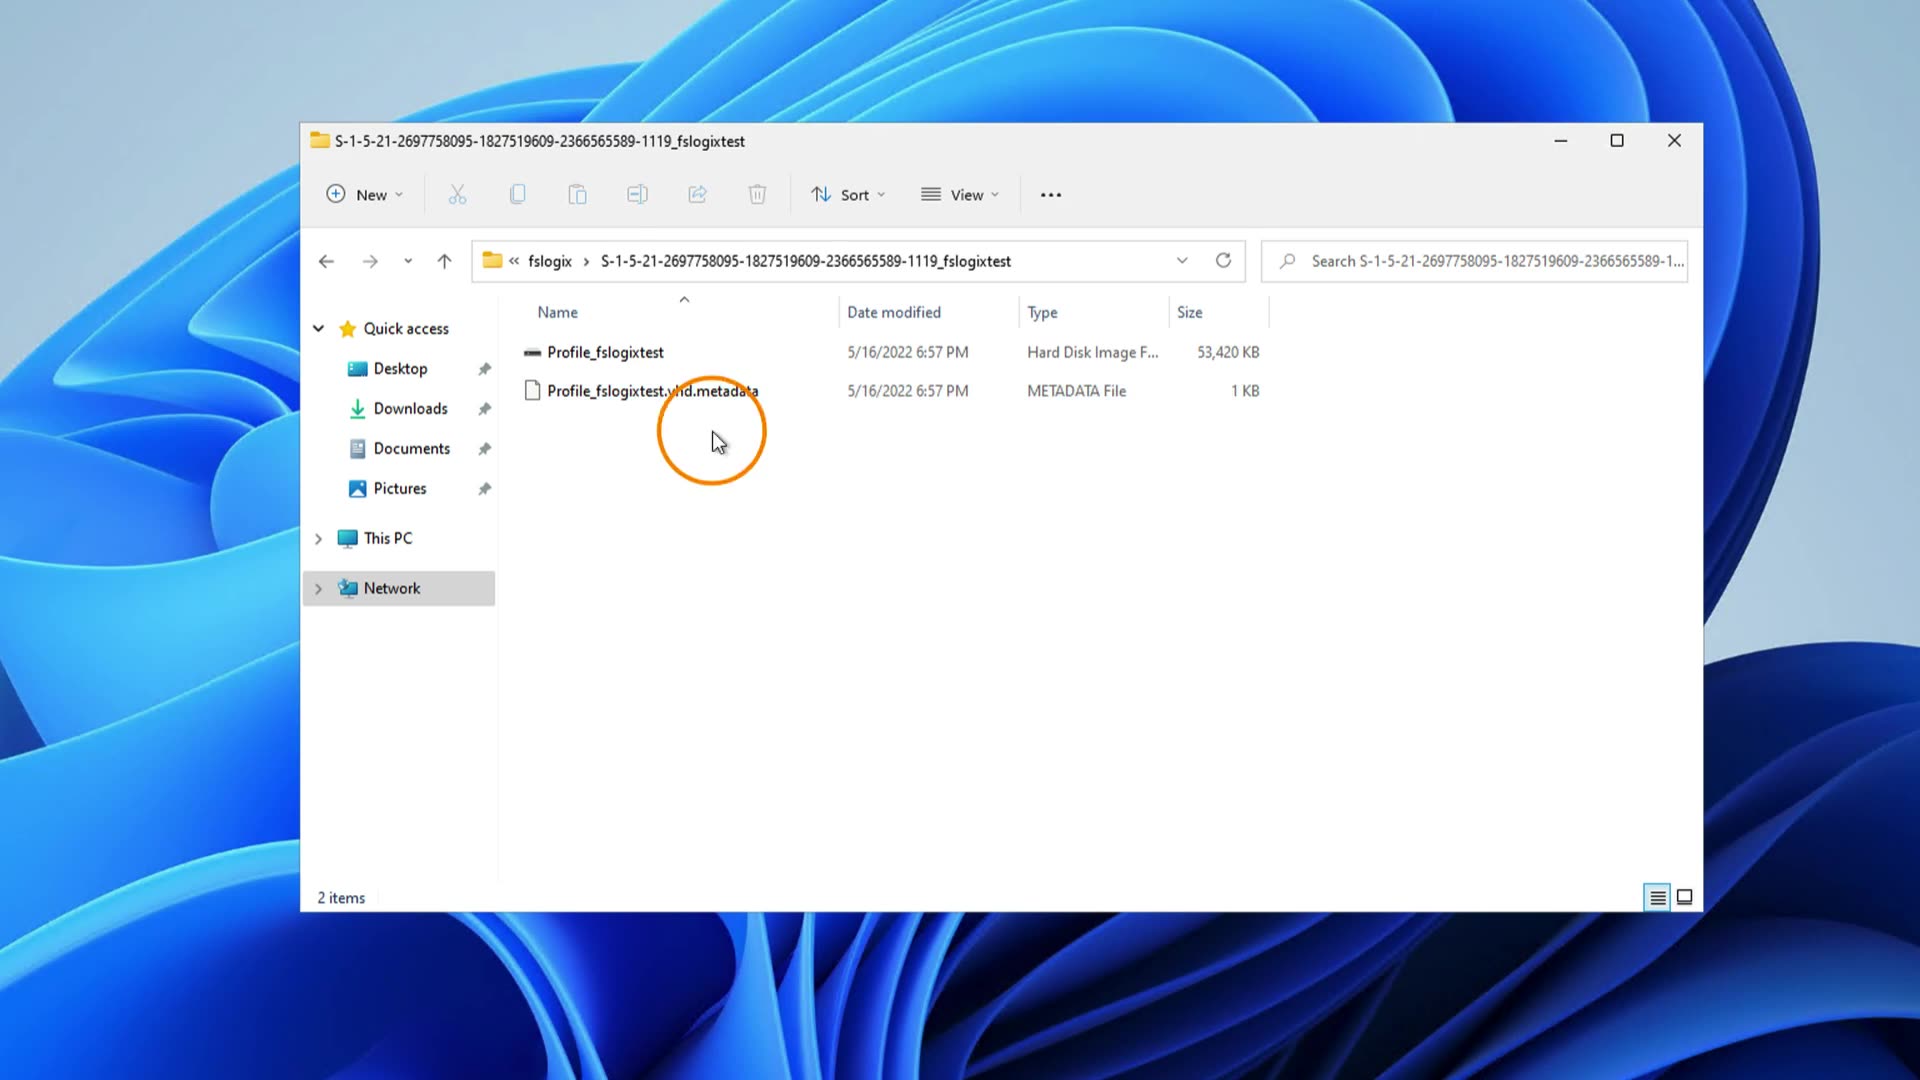 S-1-5-21-2697758095-1827519609-2366565589-1119_fslogixtest
New
Sort
View
« fslogix › S-1-5-21-2697758095-1827519609-2366565589-1119_fslogixtest
Search S-1-5-21-2697758095-1827519609-2366565589-1...
Name Date modified Type Size
Quick access
Desktop
Downloads
Documents
Pictures
This PC
Network
Profile_fslogixtest 5/16/2022 6:57 PM Hard Disk Image F... 53,420 KB
Profile_fslogixtest.vhd.metadata 5/16/2022 6:57 PM METADATA File 1 KB
2 items